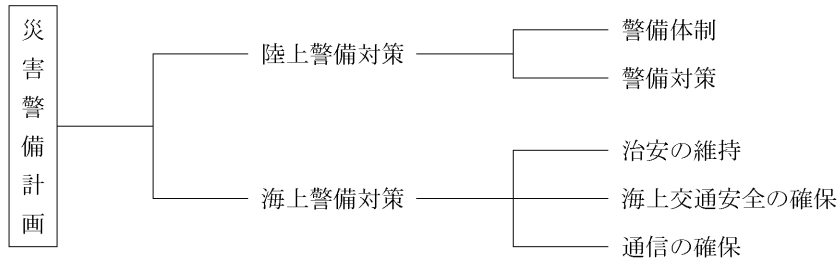 災害警備計画
陸上警備対策
警備体制
警備対策
海上警備対策
治安の維持
海上交通安全の確保
通信の確保